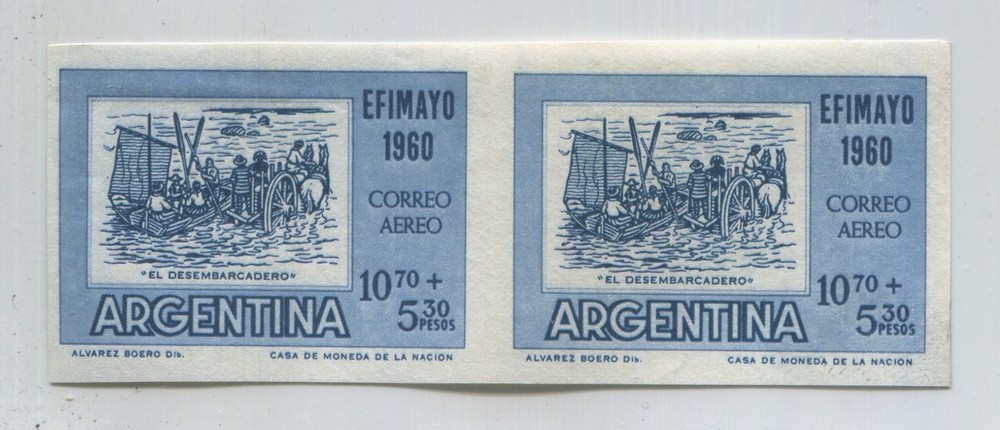 EFIMAYO
1960
CORREO
AEREO
"EL DESEMBARCADERO"
10 70 +
5 30 PESOS
ARGENTINA
ALVAREZ BOERO Dib.
CASA DE MONEDA DE LA NACION
EFIMAYO
1960
CORREO
AEREO
"EL DESEMBARCADERO"
10 70 +
5 30 PESOS
ARGENTINA
ALVAREZ BOERO Dib.
CASA DE MONEDA DE LA NACION